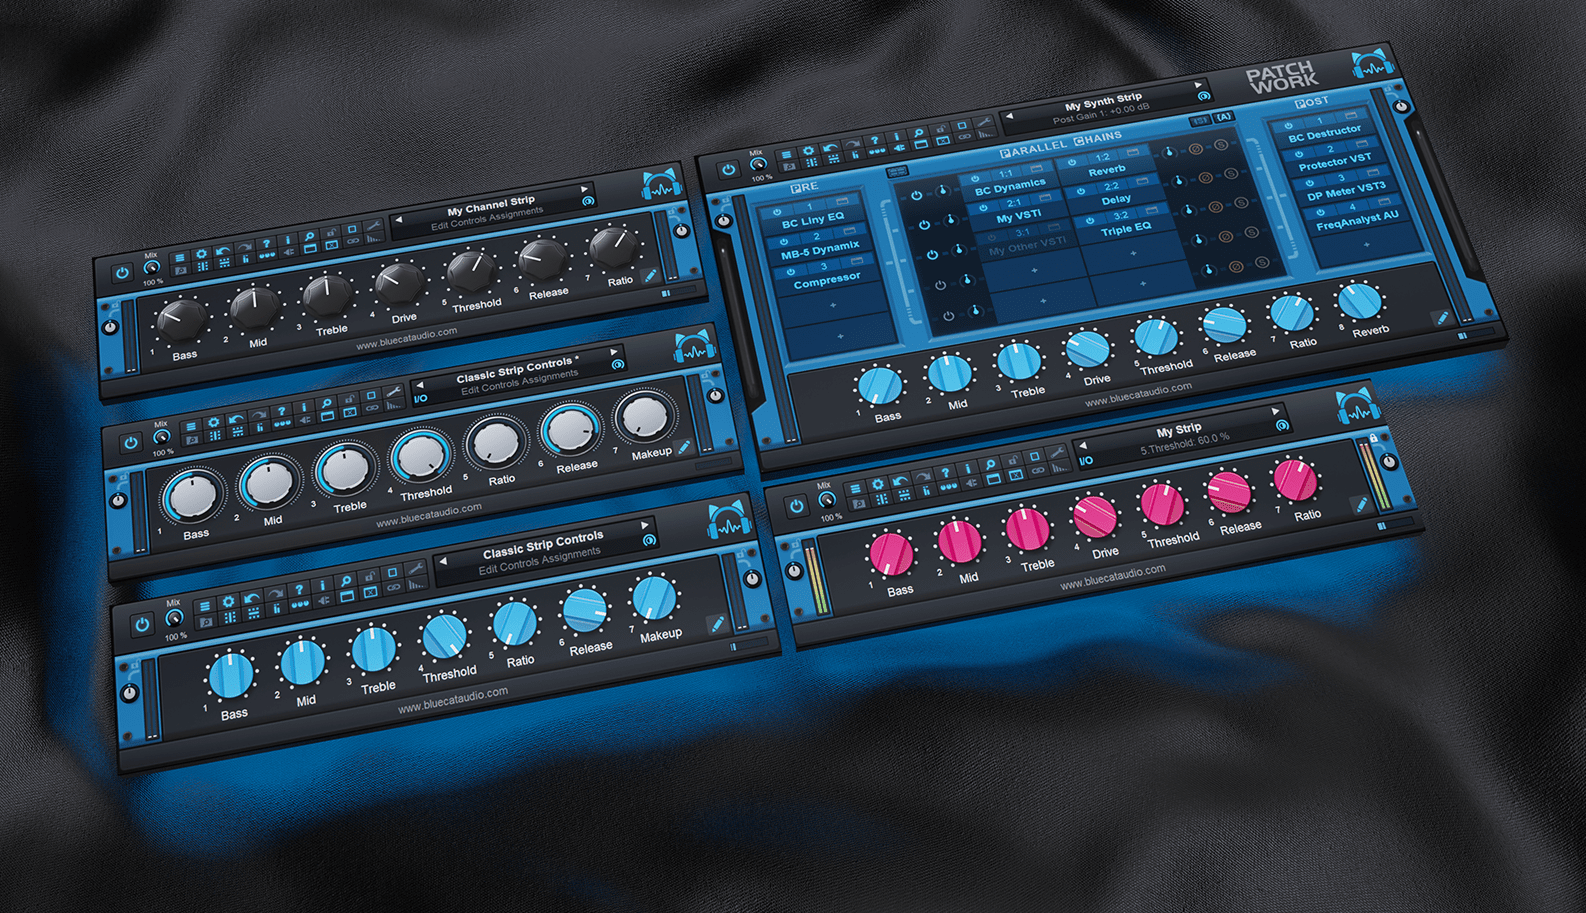 Mix
100 %
My Channel Strip
Edit Controls Assignments
1 Bass
2 Mid
3 Treble
4 Drive
5 Threshold
6 Release
7 Ratio
www.bluecataudio.com
Mix
100 %
Classic Strip Controls *
I/O
Edit Controls Assignments
1 Bass
2 Mid
3 Treble
4 Threshold
5 Ratio
6 Release
7 Makeup
www.bluecataudio.com
Mix
100 %
Classic Strip Controls
Edit Controls Assignments
1 Bass
2 Mid
3 Treble
4 Threshold
5 Ratio
6 Release
7 Makeup
www.bluecataudio.com
Mix
100 %
My Synth Strip
Post Gain 1: +0.00 dB
PATCH
WORK
PRE
1
BC Liny EQ
2
MB-5 Dynamix
3
Compressor
PARALLEL CHAINS
(A)
1:1
BC Dynamics
2:1
My VSTi
3:1
My Other VSTi
1:2
Reverb
2:2
Delay
3:2
Triple EQ
POST
1
BC Destructor
2
Protector VST
3
DP Meter VST3
4
FreqAnalyst AU
1 Bass
2 Mid
3 Treble
4 Drive
5 Threshold
6 Release
7 Ratio
8 Reverb
www.bluecataudio.com
Mix
100 %
My Strip
I/O
5.Threshold: 60.0 %
1 Bass
2 Mid
3 Treble
4 Drive
5 Threshold
6 Release
7 Ratio
www.bluecataudio.com